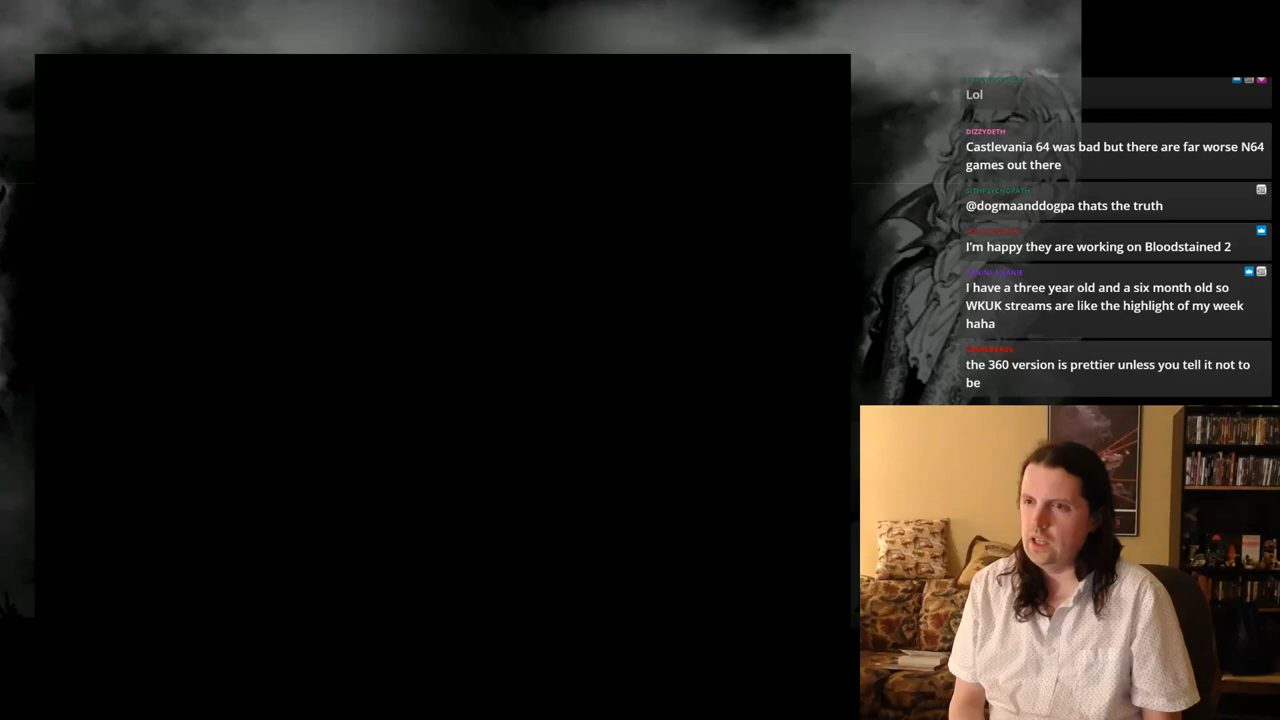 Lol
DIZZYDETH
Castlevania 64 was bad but there are far worse N64
games out there
SITHPSYCHOPATH
@dogmaanddogpa thats the truth
I'm happy they are working on Bloodstained 2
I have a three year old and a six month old so
WKUK streams are like the highlight of my week
haha
the 360 version is prettier unless you tell it not to
be